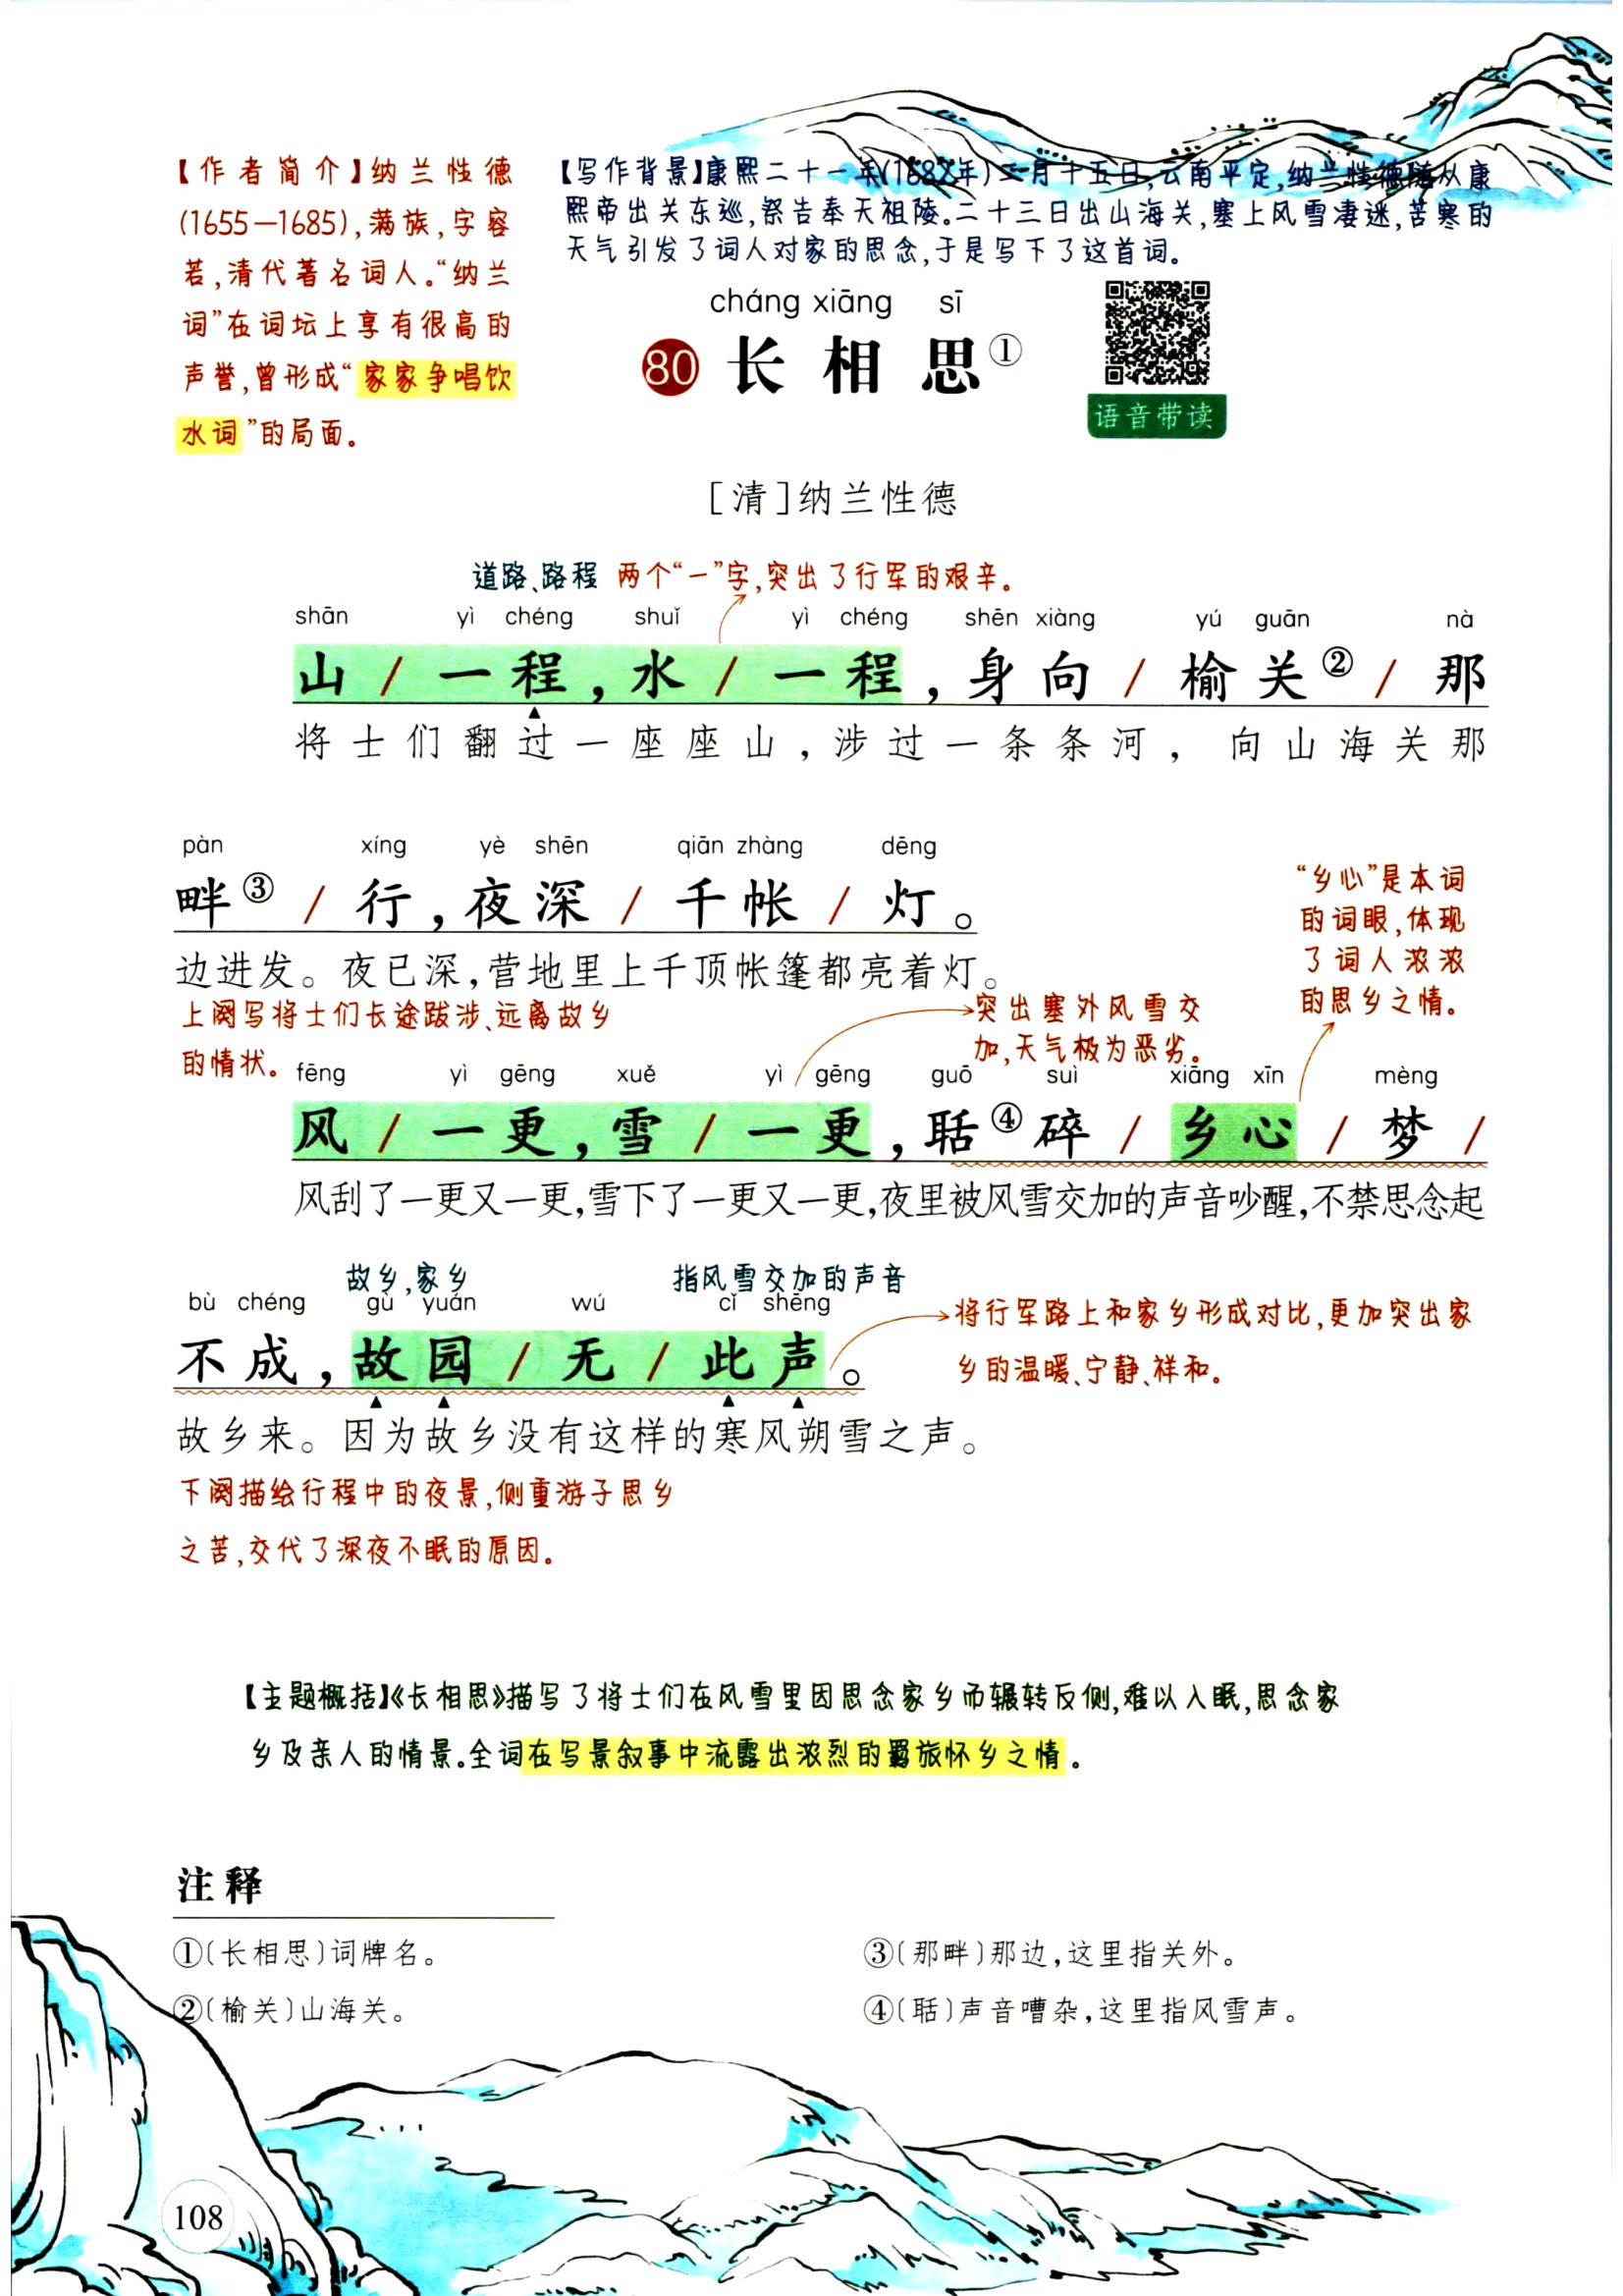 【作者简介】纳兰性德
(1655—1685),满族,字容
若,清代著名词人。“纳兰
词”在词坛上享有很高的
声誉,曾形成“家家争唱饮
水词”的局面。
【写作背景】康熙二十一年(1682年)二月十五日,云南平定,纳兰性德随从康
熙帝出关东巡,祭告奉天祖陵。二十三日出山海关,塞上风雪凄迷,苦寒的
天气引发了词人对家的思念,于是写下了这首词。
cháng xiāng sī
80 长相思①
语音带读
[清]纳兰性德
道路、路程 两个“一”字,突出了行军的艰辛。
shān yì chéng shuǐ yì chéng shēn xiàng yú guān nà
山/一程,水/一程,身向/榆关②/那
将士们翻过一座座山,涉过一条条河,向山海关那
pàn xíng yè shēn qiān zhàng dēng
畔③/行,夜深/千帐/灯。
边进发。夜已深,营地里上千顶帐篷都亮着灯。
上阕写将士们长途跋涉、远离故乡
的情状。
“乡心”是本词
的词眼,体现
了词人浓浓
的思乡之情。
突出塞外风雪交
加,天气极为恶劣。
fēng yì gēng xuě yì gēng guō suì xiāng xīn mèng
风/一更,雪/一更,聒④碎/乡心/梦/
风刮了一更又一更,雪下了一更又一更,夜里被风雪交加的声音吵醒,不禁思念起
故乡,家乡 指风雪交加的声音
bù chéng gù yuán wú cǐ shēng
不成,故园/无/此声。
将行军路上和家乡形成对比,更加突出家
乡的温暖、宁静、祥和。
故乡来。因为故乡没有这样的寒风朔雪之声。
下阕描绘行程中的夜景,侧重游子思乡
之苦,交代了深夜不眠的原因。
【主题概括】《长相思》描写了将士们在风雪里因思念家乡而辗转反侧,难以入眠,思念家
乡及亲人的情景。全词在写景叙事中流露出浓烈的羁旅怀乡之情。
注释
①〔长相思〕词牌名。
②〔榆关〕山海关。
③〔那畔〕那边,这里指关外。
④〔聒〕声音嘈杂,这里指风雪声。
108